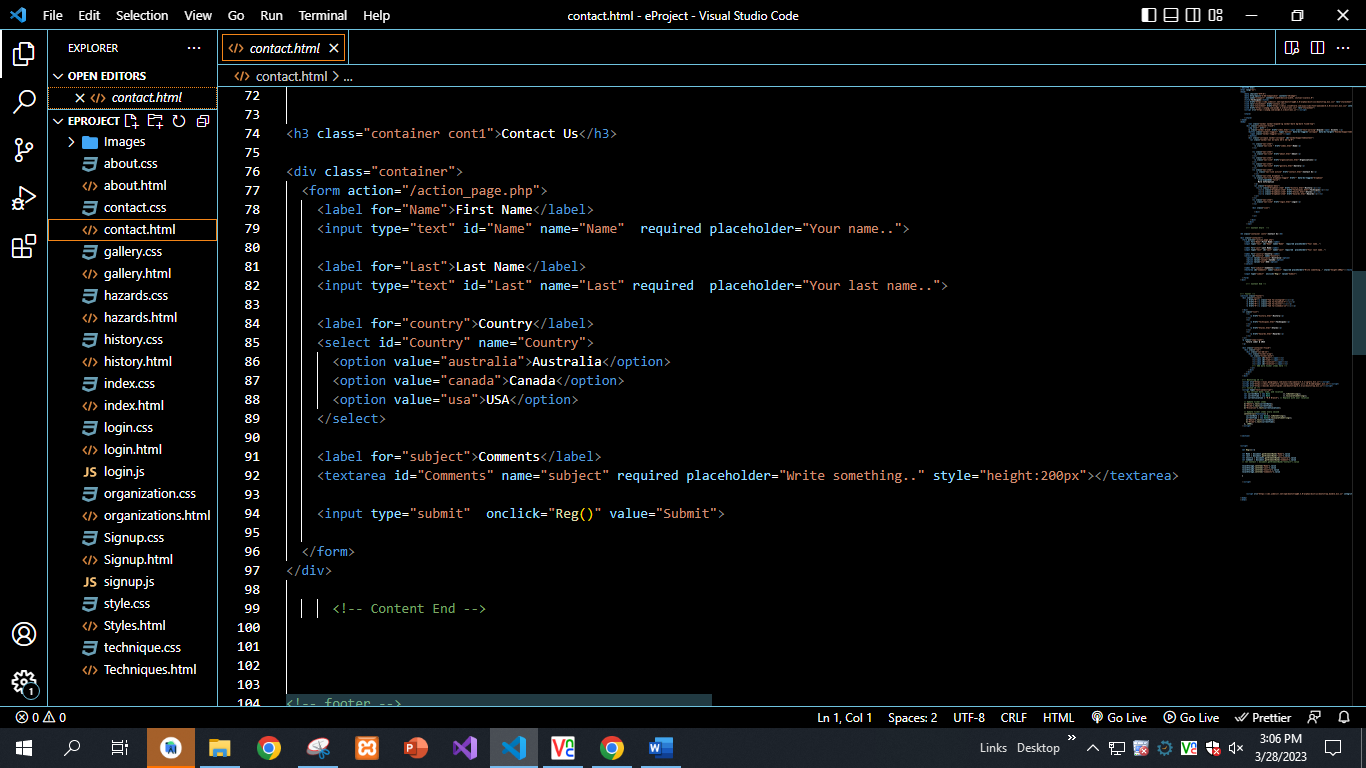 File Edit Selection View Go Run Terminal Help
contact.html - eProject - Visual Studio Code
EXPLORER
OPEN EDITORS
contact.html
EPROJECT
Images
about.css
about.html
contact.css
contact.html
gallery.css
gallery.html
hazards.css
hazards.html
history.css
history.html
index.css
index.html
login.css
login.html
JS login.js
organization.css
organizations.html
Signup.css
Signup.html
JS signup.js
style.css
Styles.html
technique.css
Techniques.html
1
contact.html
contact.html > ...
72
73
74 <h3 class="container cont1">Contact Us</h3>
75
76 <div class="container">
77 <form action="/action_page.php">
78 <label for="Name">First Name</label>
79 <input type="text" id="Name" name="Name"  required placeholder="Your name..">
80
81 <label for="Last">Last Name</label>
82 <input type="text" id="Last" name="Last" required  placeholder="Your last name..">
83
84 <label for="country">Country</label>
85 <select id="Country" name="Country">
86 <option value="australia">Australia</option>
87 <option value="canada">Canada</option>
88 <option value="usa">USA</option>
89 </select>
90
91 <label for="subject">Comments</label>
92 <textarea id="Comments" name="subject" required placeholder="Write something.." style="height:200px"></textarea>
93
94 <input type="submit"  onclick="Reg()" value="Submit">
95
96 </form>
97 </div>
98
99 <!-- Content End -->
100
101
102
103
104 <!-- footer -->
0 0
Ln 1, Col 1 Spaces: 2 UTF-8 CRLF HTML Go Live Go Live Prettier
Links Desktop
3:06 PM
3/28/2023